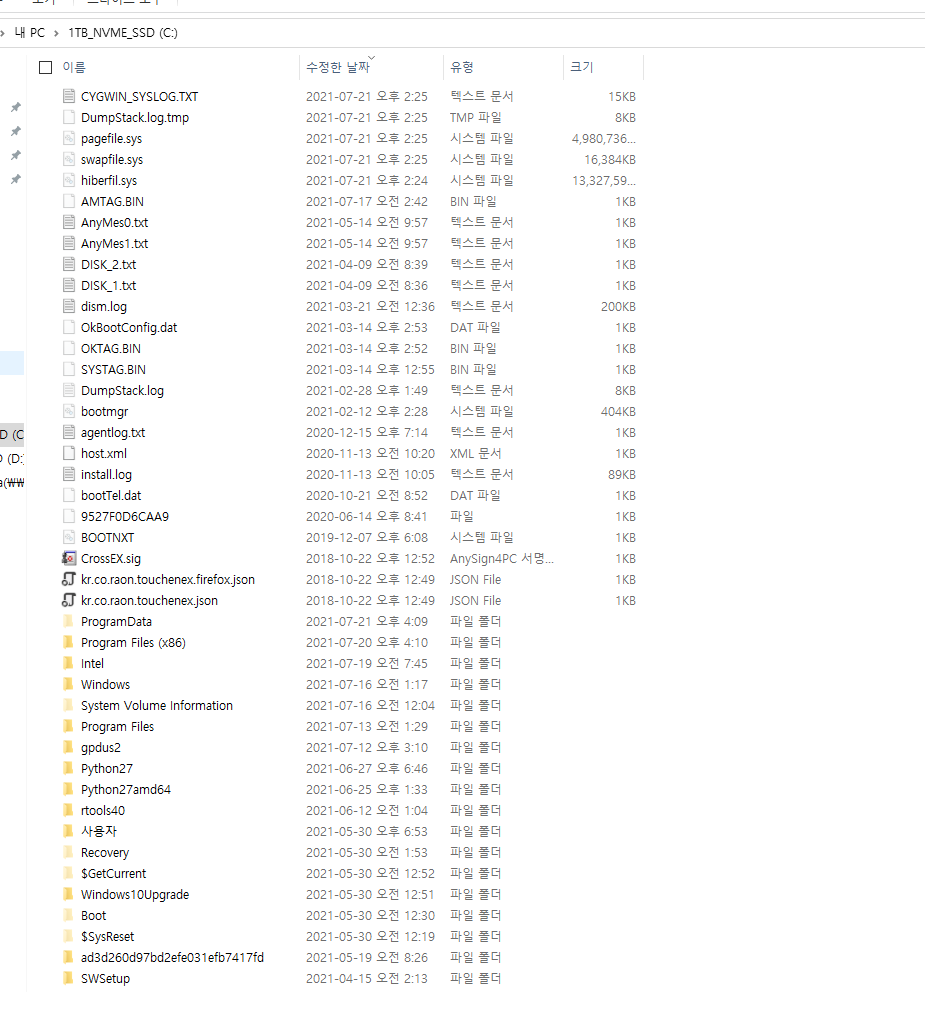 내 PC › 1TB_NVME_SSD (C:)
이름 수정한 날짜 유형 크기
CYGWIN_SYSLOG.TXT 2021-07-21 오후 2:25 텍스트 문서 15KB
DumpStack.log.tmp 2021-07-21 오후 2:25 TMP 파일 8KB
pagefile.sys 2021-07-21 오후 2:25 시스템 파일 4,980,736...
swapfile.sys 2021-07-21 오후 2:25 시스템 파일 16,384KB
hiberfil.sys 2021-07-21 오후 2:24 시스템 파일 13,327,59...
AMTAG.BIN 2021-07-17 오전 2:42 BIN 파일 1KB
AnyMes0.txt 2021-05-14 오전 9:57 텍스트 문서 1KB
AnyMes1.txt 2021-05-14 오전 9:57 텍스트 문서 1KB
DISK_2.txt 2021-04-09 오전 8:39 텍스트 문서 1KB
DISK_1.txt 2021-04-09 오전 8:36 텍스트 문서 1KB
dism.log 2021-03-21 오전 12:36 텍스트 문서 200KB
OkBootConfig.dat 2021-03-14 오후 2:53 DAT 파일 1KB
OKTAG.BIN 2021-03-14 오후 2:52 BIN 파일 1KB
SYSTAG.BIN 2021-03-14 오후 12:55 BIN 파일 1KB
DumpStack.log 2021-02-28 오후 1:49 텍스트 문서 8KB
bootmgr 2021-02-12 오후 2:28 시스템 파일 404KB
agentlog.txt 2020-12-15 오후 7:14 텍스트 문서 1KB
host.xml 2020-11-13 오전 10:20 XML 문서 1KB
install.log 2020-11-13 오전 10:05 텍스트 문서 89KB
bootTel.dat 2020-10-21 오전 8:52 DAT 파일 1KB
9527F0D6CAA9 2020-06-14 오후 8:41 파일 1KB
BOOTNXT 2019-12-07 오후 6:08 시스템 파일 1KB
CrossEX.sig 2018-10-22 오후 12:52 AnySign4PC 서명... 1KB
kr.co.raon.touchenex.firefox.json 2018-10-22 오후 12:49 JSON File 1KB
kr.co.raon.touchenex.json 2018-10-22 오후 12:49 JSON File 1KB
ProgramData 2021-07-21 오후 4:09 파일 폴더
Program Files (x86) 2021-07-20 오후 4:10 파일 폴더
Intel 2021-07-19 오전 7:45 파일 폴더
Windows 2021-07-16 오전 1:17 파일 폴더
System Volume Information 2021-07-16 오전 12:04 파일 폴더
Program Files 2021-07-13 오전 1:29 파일 폴더
gpdus2 2021-07-12 오후 3:10 파일 폴더
Python27 2021-06-27 오후 6:46 파일 폴더
Python27amd64 2021-06-25 오후 1:33 파일 폴더
rtools40 2021-06-12 오전 1:04 파일 폴더
사용자 2021-05-30 오후 6:53 파일 폴더
Recovery 2021-05-30 오전 1:53 파일 폴더
$GetCurrent 2021-05-30 오전 12:52 파일 폴더
Windows10Upgrade 2021-05-30 오전 12:51 파일 폴더
Boot 2021-05-30 오전 12:30 파일 폴더
$SysReset 2021-05-30 오전 12:19 파일 폴더
ad3d260d97bd2efe031efb7417fd 2021-05-19 오전 8:26 파일 폴더
SWSetup 2021-04-15 오전 2:13 파일 폴더